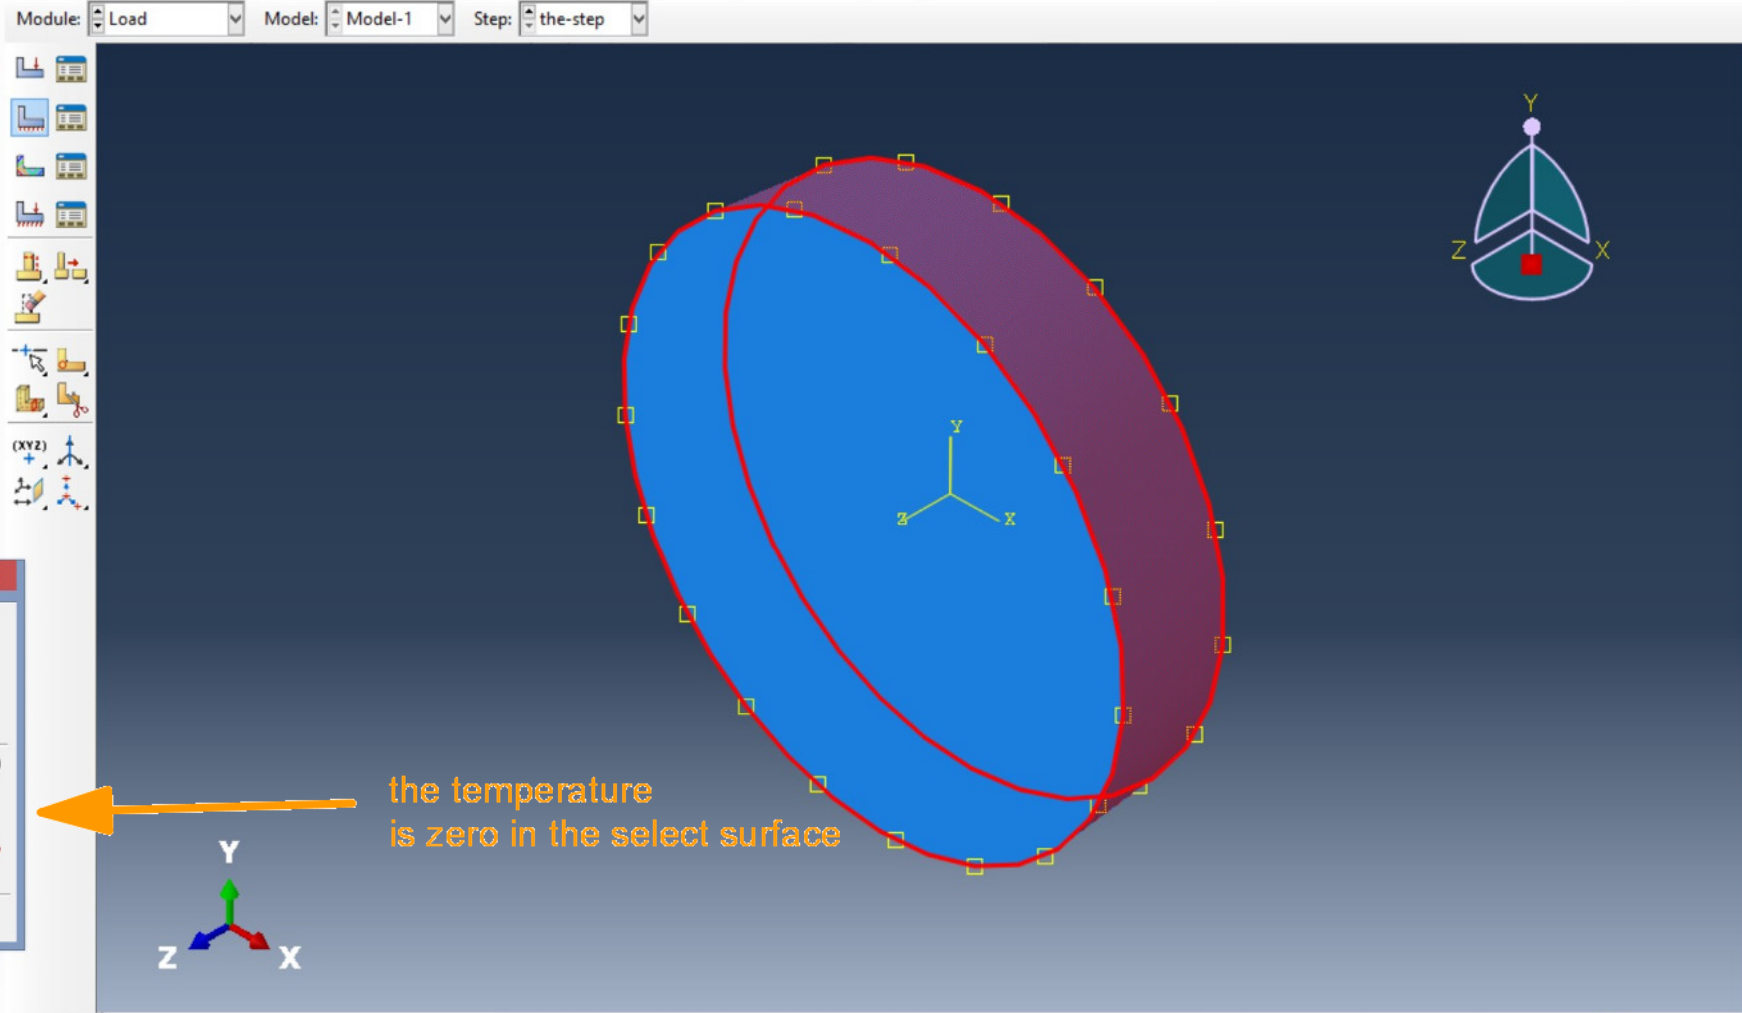 Module: Load Model: Model-1 Step: the-step
(XYZ)
Y
Z X
Y
Z X
the temperature
is zero in the select surface
Y
Z X